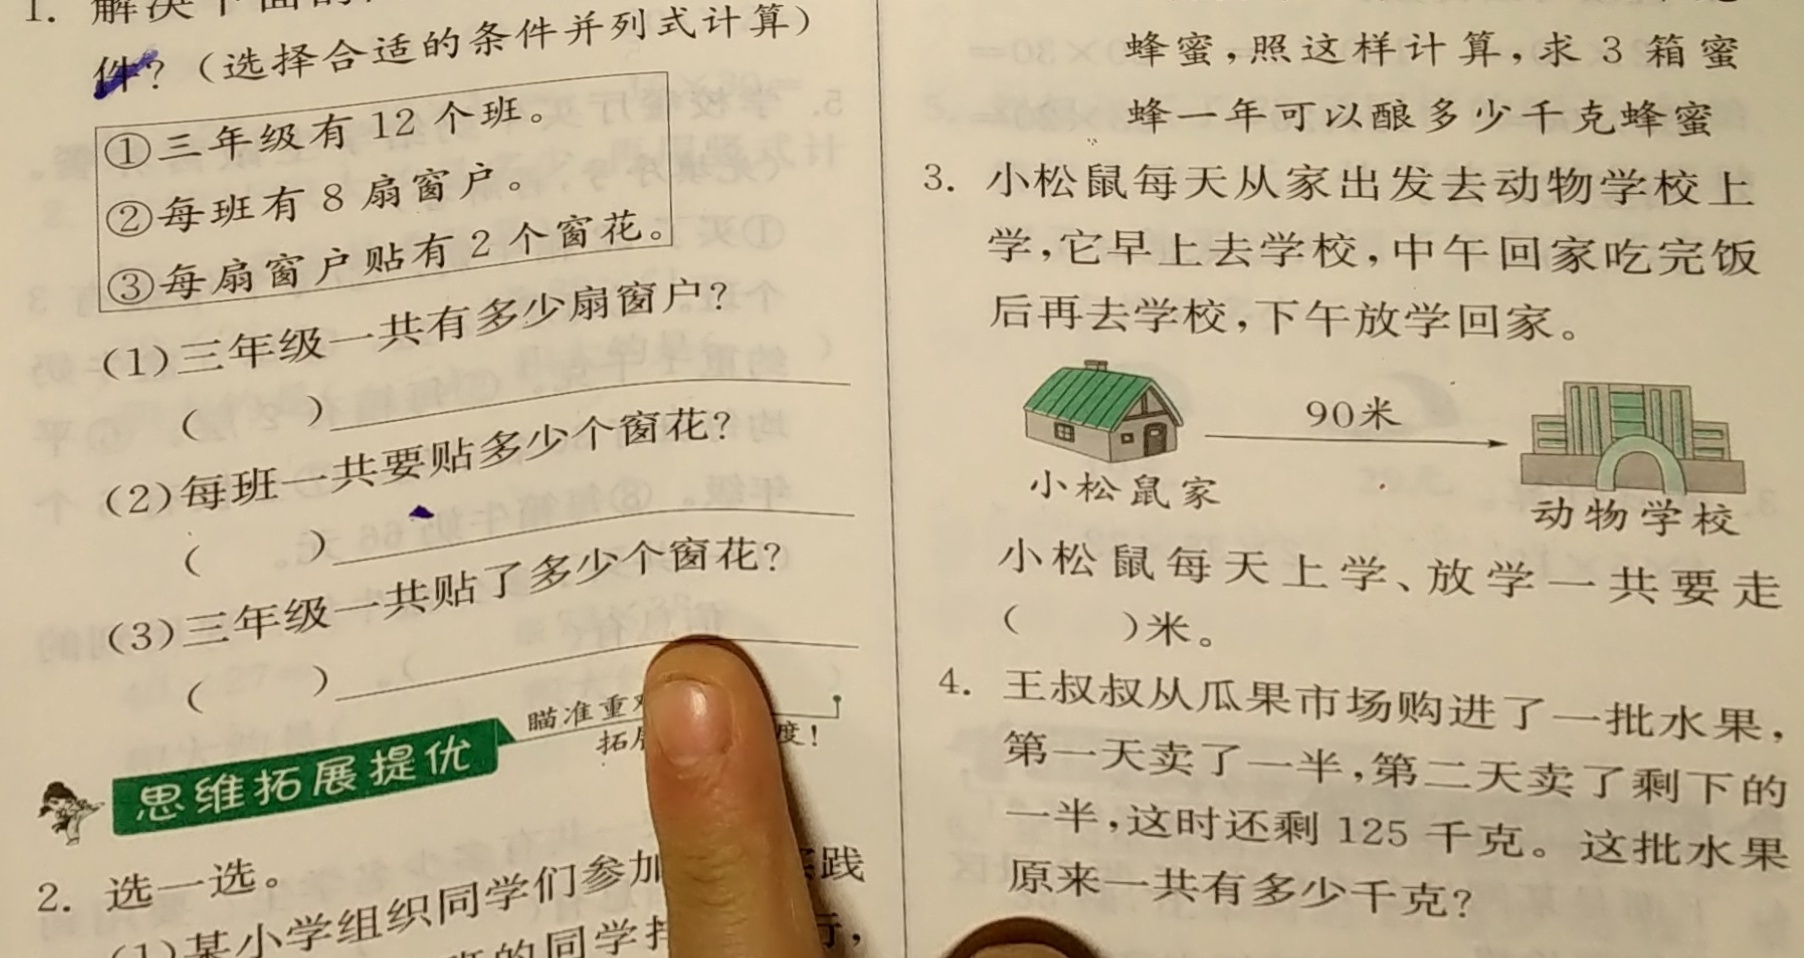 1. 解决下面的
件?(选择合适的条件并列式计算)
①三年级有 12 个班。
②每班有 8 扇窗户。
③每扇窗户贴有 2 个窗花。
(1)三年级一共有多少扇窗户?
( )
(2)每班一共要贴多少个窗花?
( )
(3)三年级一共贴了多少个窗花?
( )
瞄准重
拓 度!
思维拓展提优
2. 选一选。
(1)某小学组织同学们参加 践
的同学 行,
蜂蜜,照这样计算,求 3 箱蜜
蜂一年可以酿多少千克蜂蜜
3. 小松鼠每天从家出发去动物学校上
学,它早上去学校,中午回家吃完饭
后再去学校,下午放学回家。
90米
小松鼠家
动物学校
小松鼠每天上学、放学一共要走
( )米。
4. 王叔叔从瓜果市场购进了一批水果,
第一天卖了一半,第二天卖了剩下的
一半,这时还剩 125 千克。这批水果
原来一共有多少千克?